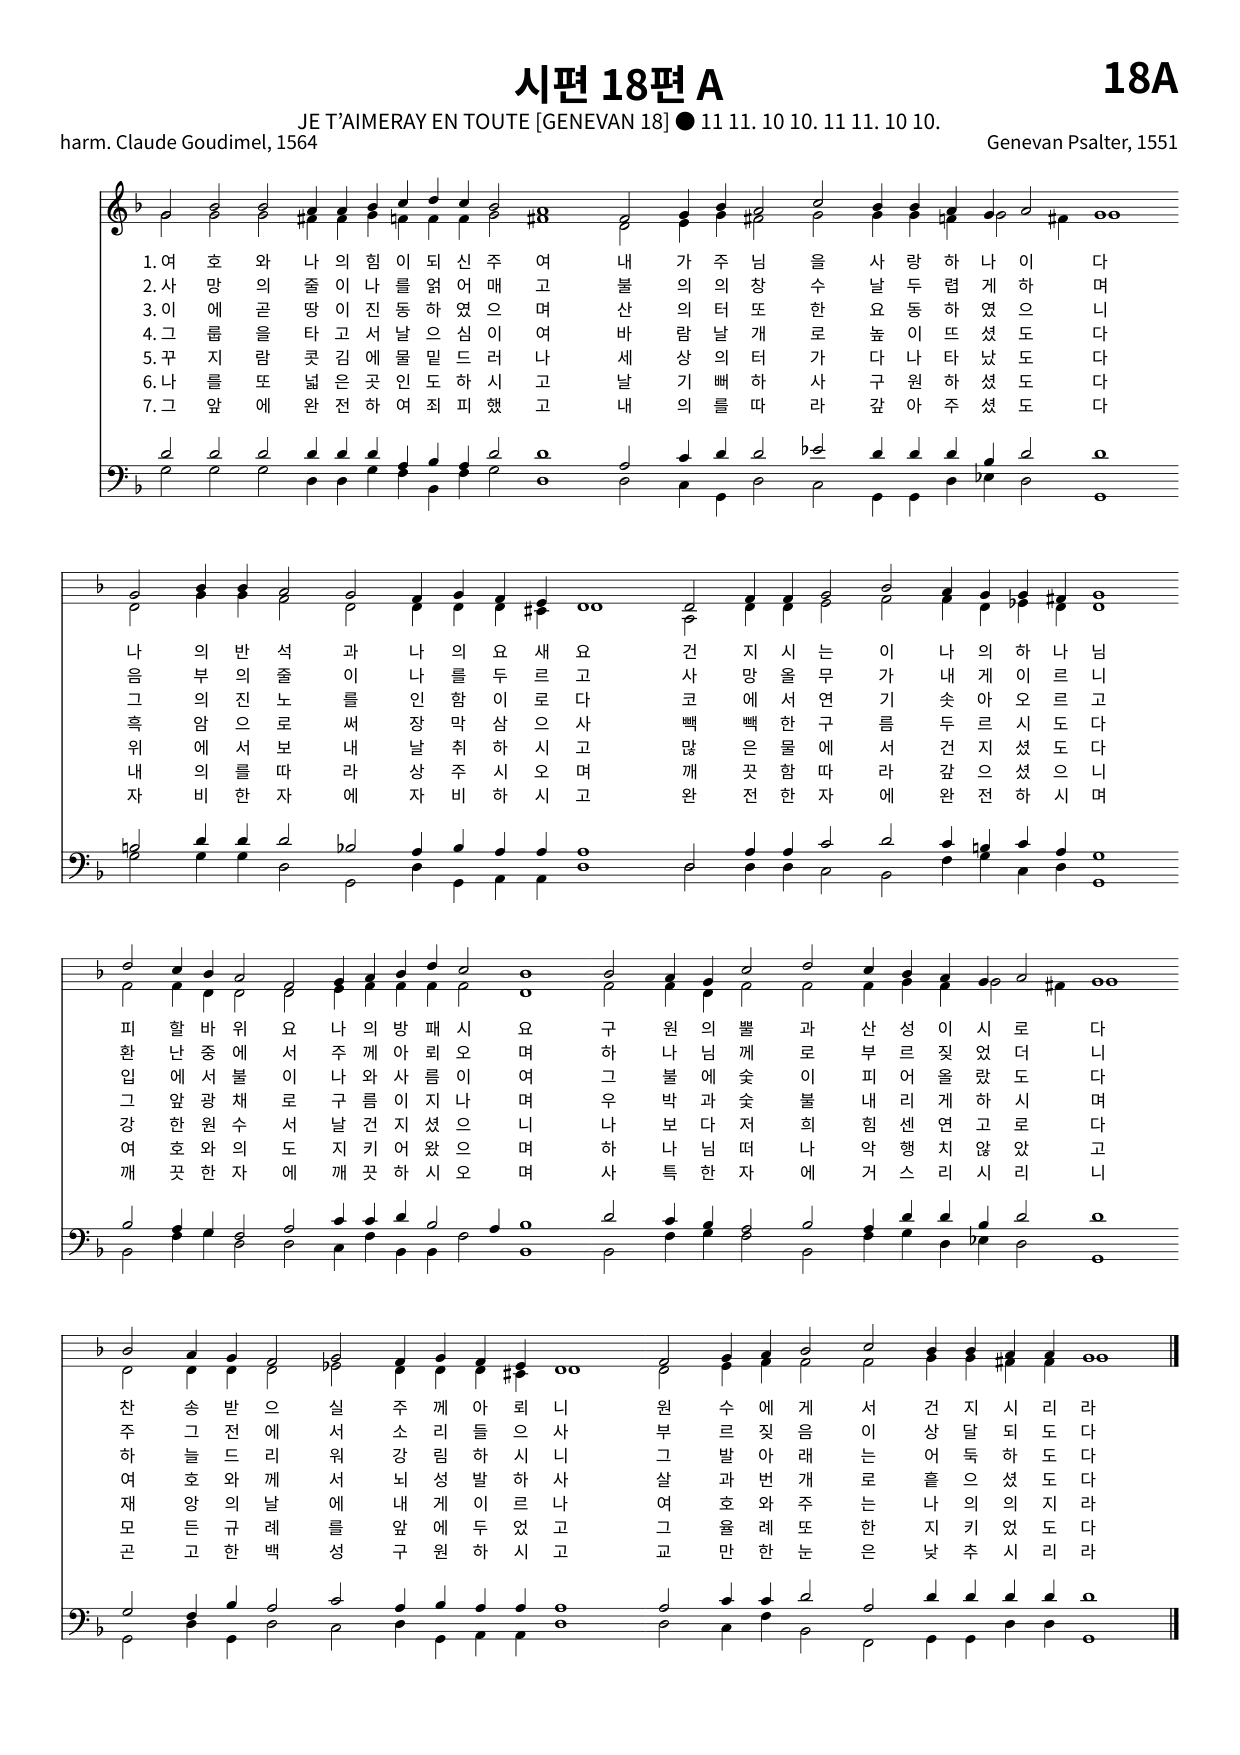 시편 18편 A
18A
JE T’AIMERAY EN TOUTE [GENEVAN 18] ● 11 11. 10 10. 11 11. 10 10.
harm. Claude Goudimel, 1564
Genevan Psalter, 1551
1. 여 호 와 나 의 힘 이 되 신 주 여 내 가 주 님 을 사 랑 하 나 이 다
2. 사 망 의 줄 이 나 를 얽 어 매 고 불 의 의 창 수 날 두 렵 게 하 며
3. 이 에 곧 땅 이 진 동 하 였 으 며 산 의 터 또 한 요 동 하 였 으 니
4. 그 룹 을 타 고 서 날 으 심 이 여 바 람 날 개 로 높 이 뜨 셨 도 다
5. 꾸 지 람 콧 김 에 물 밑 드 러 나 세 상 의 터 가 다 나 타 났 도 다
6. 나 를 또 넓 은 곳 인 도 하 시 고 날 기 뻐 하 사 구 원 하 셨 도 다
7. 그 앞 에 완 전 하 여 죄 피 했 고 내 의 를 따 라 갚 아 주 셨 도 다
나 의 반 석 과 나 의 요 새 요 건 지 시 는 이 나 의 하 나 님
음 부 의 줄 이 나 를 두 르 고 사 망 올 무 가 내 게 이 르 니
그 의 진 노 를 인 함 이 로 다 코 에 서 연 기 솟 아 오 르 고
흑 암 으 로 써 장 막 삼 으 사 빽 빽 한 구 름 두 르 시 도 다
위 에 서 보 내 날 취 하 시 고 많 은 물 에 서 건 지 셨 도 다
내 의 를 따 라 상 주 시 오 며 깨 끗 함 따 라 갚 으 셨 으 니
자 비 한 자 에 자 비 하 시 고 완 전 한 자 에 완 전 하 시 며
피 할 바 위 요 나 의 방 패 시 요 구 원 의 뿔 과 산 성 이 시 로 다
환 난 중 에 서 주 께 아 뢰 오 며 하 나 님 께 로 부 르 짖 었 더 니
입 에 서 불 이 나 와 사 름 이 여 그 불 에 숯 이 피 어 올 랐 도 다
그 앞 광 채 로 구 름 이 지 나 며 우 박 과 숯 불 내 리 게 하 시 며
강 한 원 수 서 날 건 지 셨 으 니 나 보 다 저 희 힘 센 연 고 로 다
여 호 와 의 도 지 키 어 왔 으 며 하 나 님 떠 나 악 행 치 않 았 고
깨 끗 한 자 에 깨 끗 하 시 오 며 사 특 한 자 에 거 스 리 시 리 니
찬 송 받 으 실 주 께 아 뢰 니 원 수 에 게 서 건 지 시 리 라
주 그 전 에 서 소 리 들 으 사 부 르 짖 음 이 상 달 되 도 다
하 늘 드 리 워 강 림 하 시 니 그 발 아 래 는 어 둑 하 도 다
여 호 와 께 서 뇌 성 발 하 사 살 과 번 개 로 흩 으 셨 도 다
재 앙 의 날 에 내 게 이 르 나 여 호 와 주 는 나 의 의 지 라
모 든 규 례 를 앞 에 두 었 고 그 율 례 또 한 지 키 었 도 다
곤 고 한 백 성 구 원 하 시 고 교 만 한 눈 은 낮 추 시 리 라